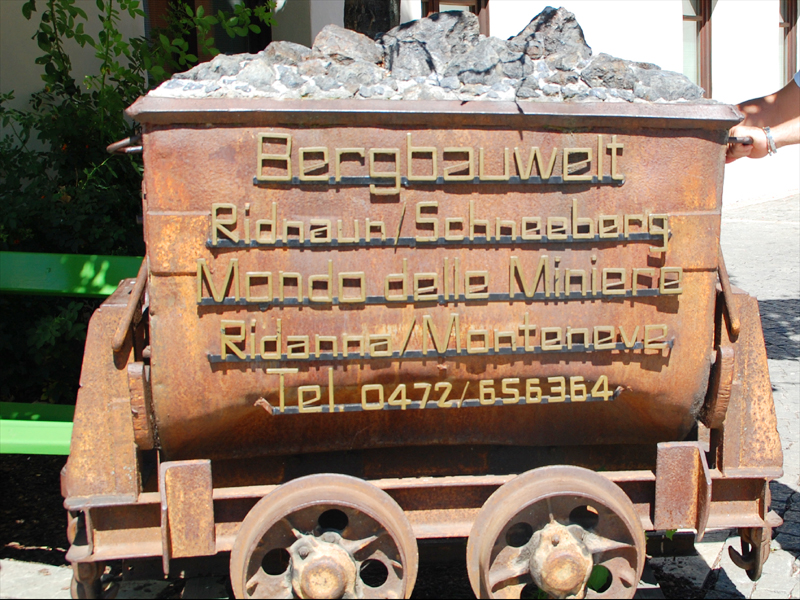 Bergbauwelt
Ridnaun/Schneeberg
Mondo delle Miniere
Ridanna/Monteneve
Tel. 0472/656364